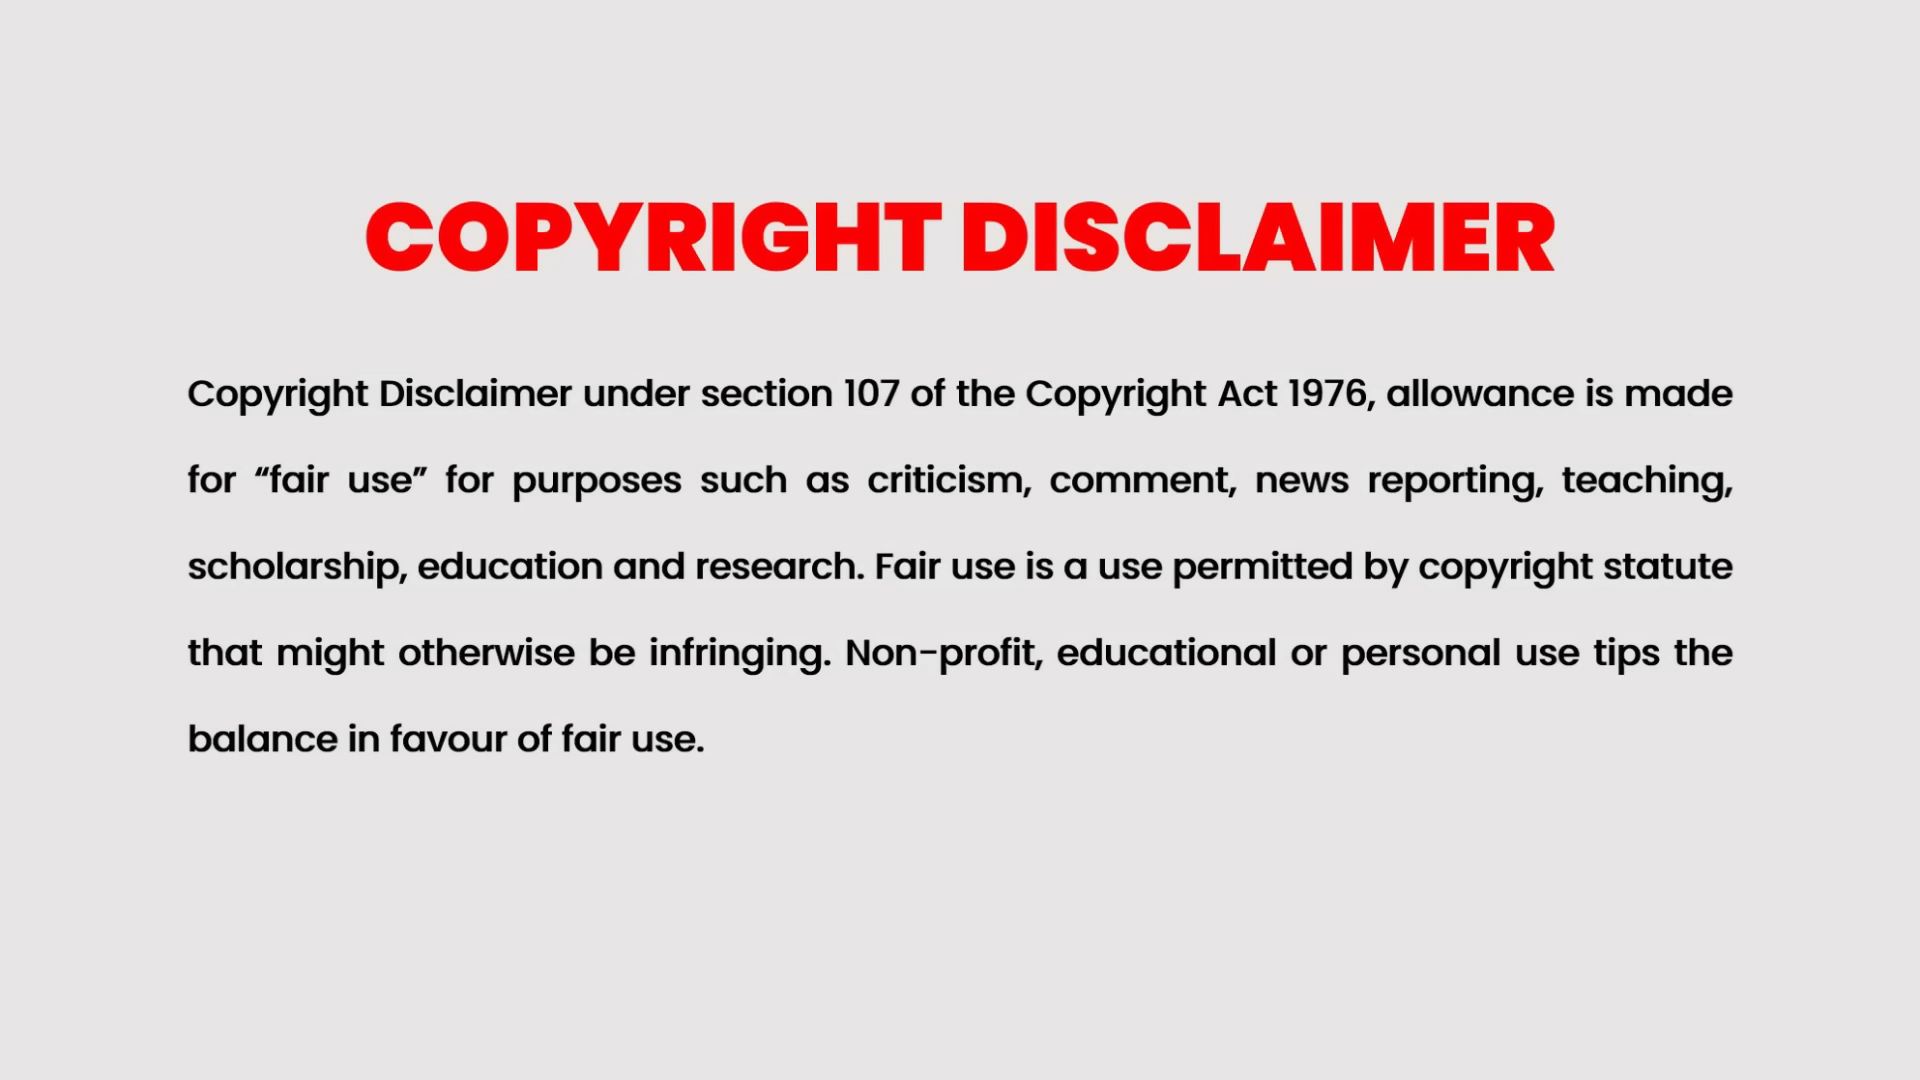 COPYRIGHT DISCLAIMER
Copyright Disclaimer under section 107 of the Copyright Act 1976, allowance is made
for “fair use” for purposes such as criticism, comment, news reporting, teaching,
scholarship, education and research. Fair use is a use permitted by copyright statute
that might otherwise be infringing. Non-profit, educational or personal use tips the
balance in favour of fair use.